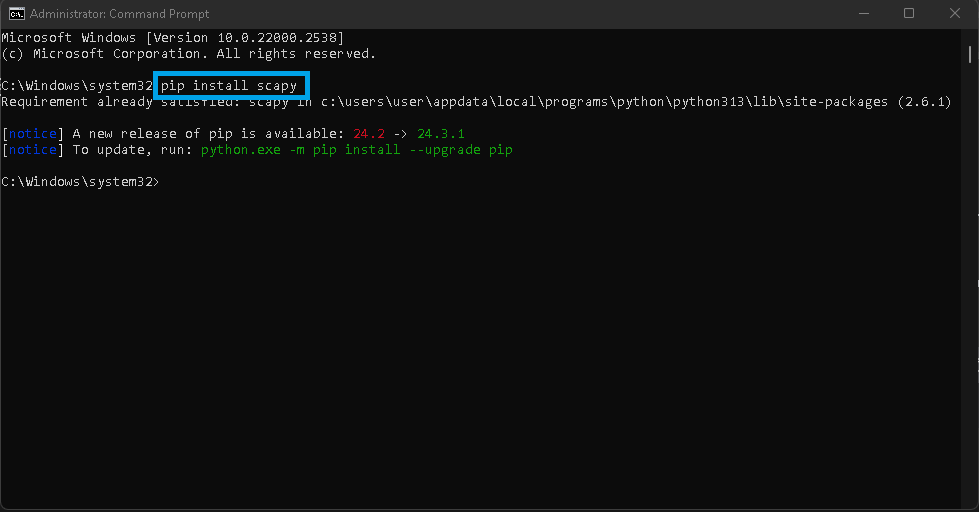 Administrator: Command Prompt
Microsoft Windows [Version 10.0.22000.2538]
(c) Microsoft Corporation. All rights reserved.
C:\Windows\system32 pip install scapy
Requirement already satisfied: scapy in c:\users\user\appdata\local\programs\python\python313\lib\site-packages (2.6.1)
[notice] A new release of pip is available: 24.2 -> 24.3.1
[notice] To update, run: python.exe -m pip install --upgrade pip
C:\Windows\system32>